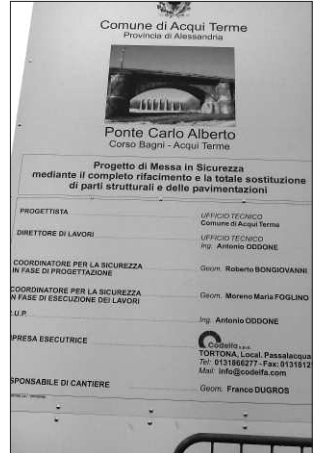 Comune di Acqui Terme
Provincia di Alessandria
Ponte Carlo Alberto
Corso Bagni - Acqui Terme
Progetto di Messa in Sicurezza
mediante il completo rifacimento e la totale sostituzione
di parti strutturali e delle pavimentazioni
PROGETTISTA
UFFICIO TECNICO
Comune di Acqui Terme
DIRETTORE DI LAVORI
UFFICIO TECNICO
Ing. Antonio ODDONE
COORDINATORE PER LA SICUREZZA
IN FASE DI PROGETTAZIONE
Geom. Roberto BONGIOVANNI
COORDINATORE PER LA SICUREZZA
IN FASE DI ESECUZIONE DEI LAVORI
Geom. Moreno Maria FOGLINO
.U.P.
Ing. Antonio ODDONE
PRESA ESECUTRICE
Codelfa s.p.a.
TORTONA, Local. Passalacqua
Tel: 0131866277 - Fax: 0131812
Mail: info@codelfa.com
SPONSABILE DI CANTIERE
Geom. Franco DUGROS